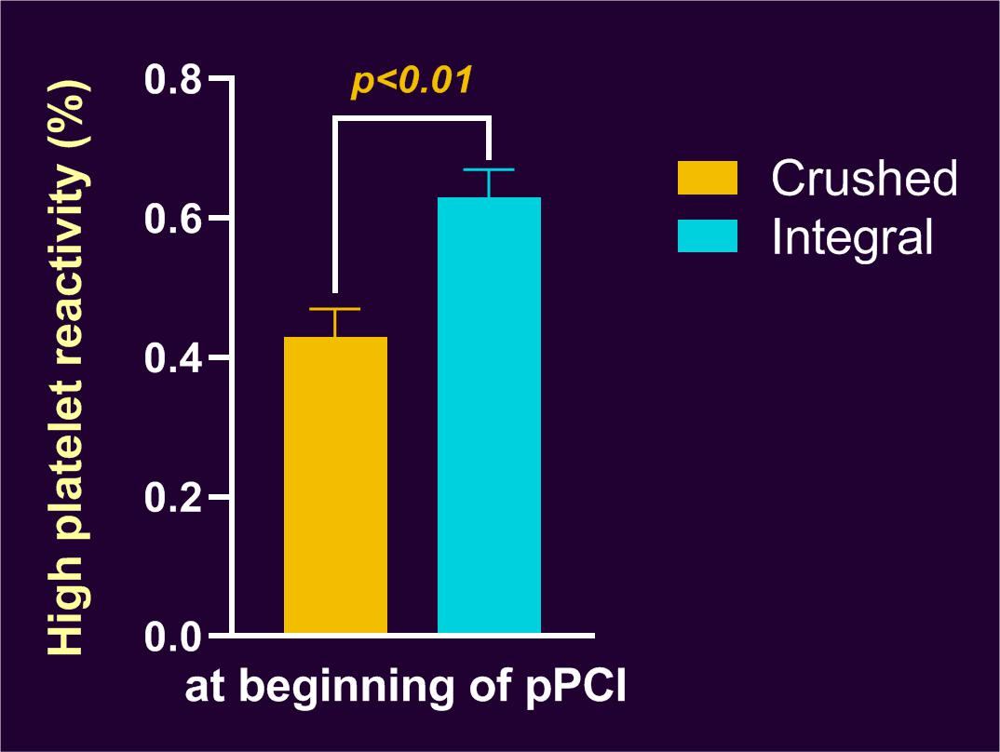 High platelet reactivity (%)
0.8
0.6
0.4
0.2
0.0
p<0.01
at beginning of pPCI
Crushed
Integral